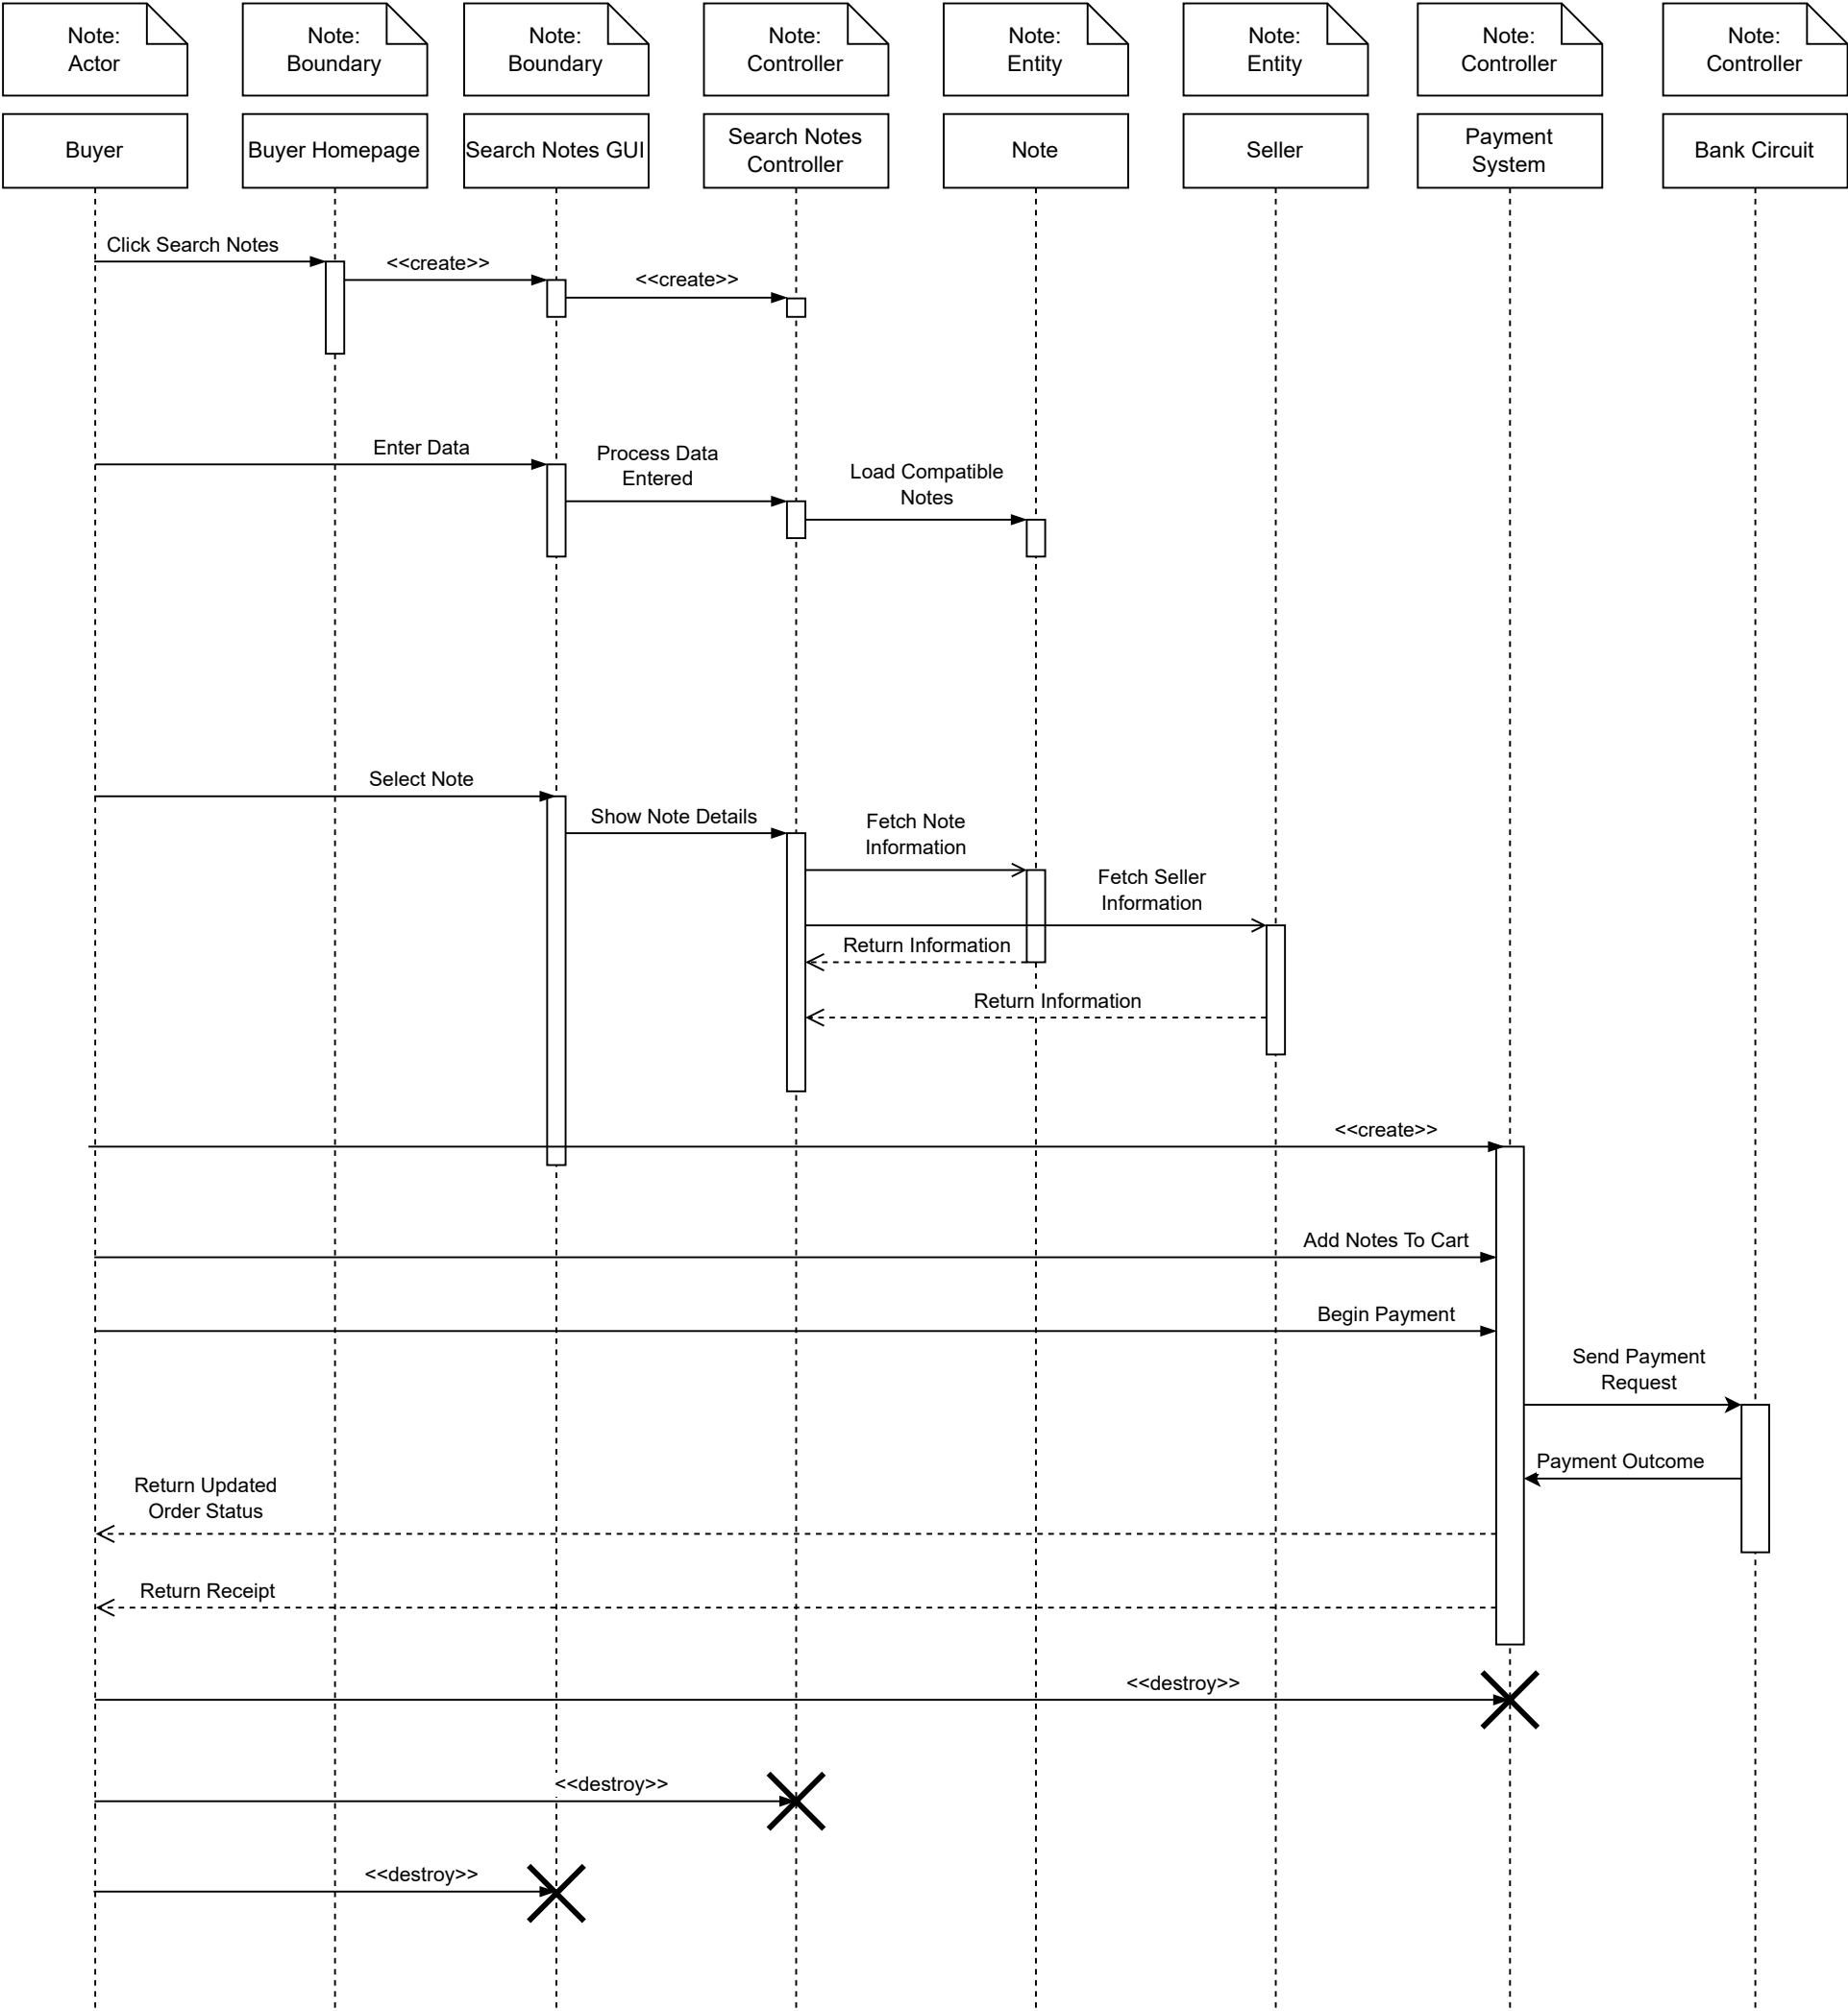 Note:
Actor
Note:
Boundary
Note:
Boundary
Note:
Controller
Note:
Entity
Note:
Entity
Note:
Controller
Note:
Controller
Buyer
Buyer Homepage
Search Notes GUI
Search Notes
Controller
Note
Seller
Payment
System
Bank Circuit
Click Search Notes
<<create>>
<<create>>
Enter Data
Process Data
Entered
Load Compatible
Notes
Select Note
Show Note Details
Fetch Note
Information
Fetch Seller
Information
Return Information
Return Information
<<create>>
Add Notes To Cart
Begin Payment
Send Payment
Request
Payment Outcome
Return Updated
Order Status
Return Receipt
<<destroy>>
<<destroy>>
<<destroy>>